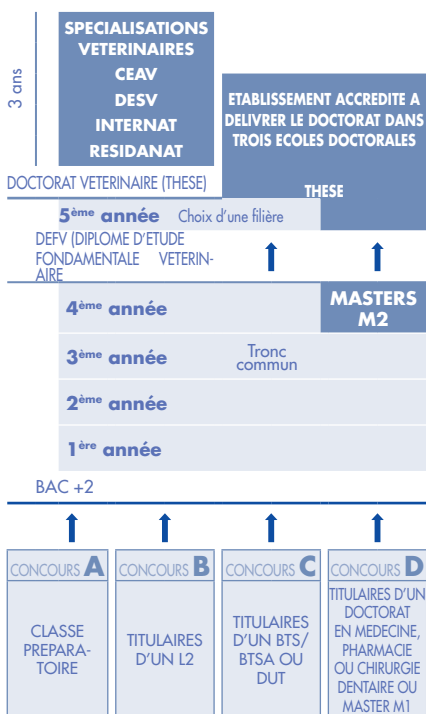 3 ans
SPECIALISATIONS
VETERINAIRES
CEAV
DESV
INTERNAT
RESIDANAT
ETABLISSEMENT ACCREDITE A
DELIVRER LE DOCTORAT DANS
TROIS ECOLES DOCTORALES
THESE
DOCTORAT VETERINAIRE (THESE)
5ème année Choix d'une filière
DEFV (DIPLOME D'ETUDE
FONDAMENTALE VETERIN-
AIRE
4ème année
MASTERS
M2
3ème année
Tronc
commun
2ème année
1ère année
BAC +2
CONCOURS A
CLASSE
PREPARA-
TOIRE
CONCOURS B
TITULAIRES
D'UN L2
CONCOURS C
TITULAIRES
D'UN BTS/
BTSA OU
DUT
CONCOURS D
TITULAIRES D'UN
DOCTORAT
EN MEDECINE,
PHARMACIE
OU CHIRURGIE
DENTAIRE OU
MASTER M1